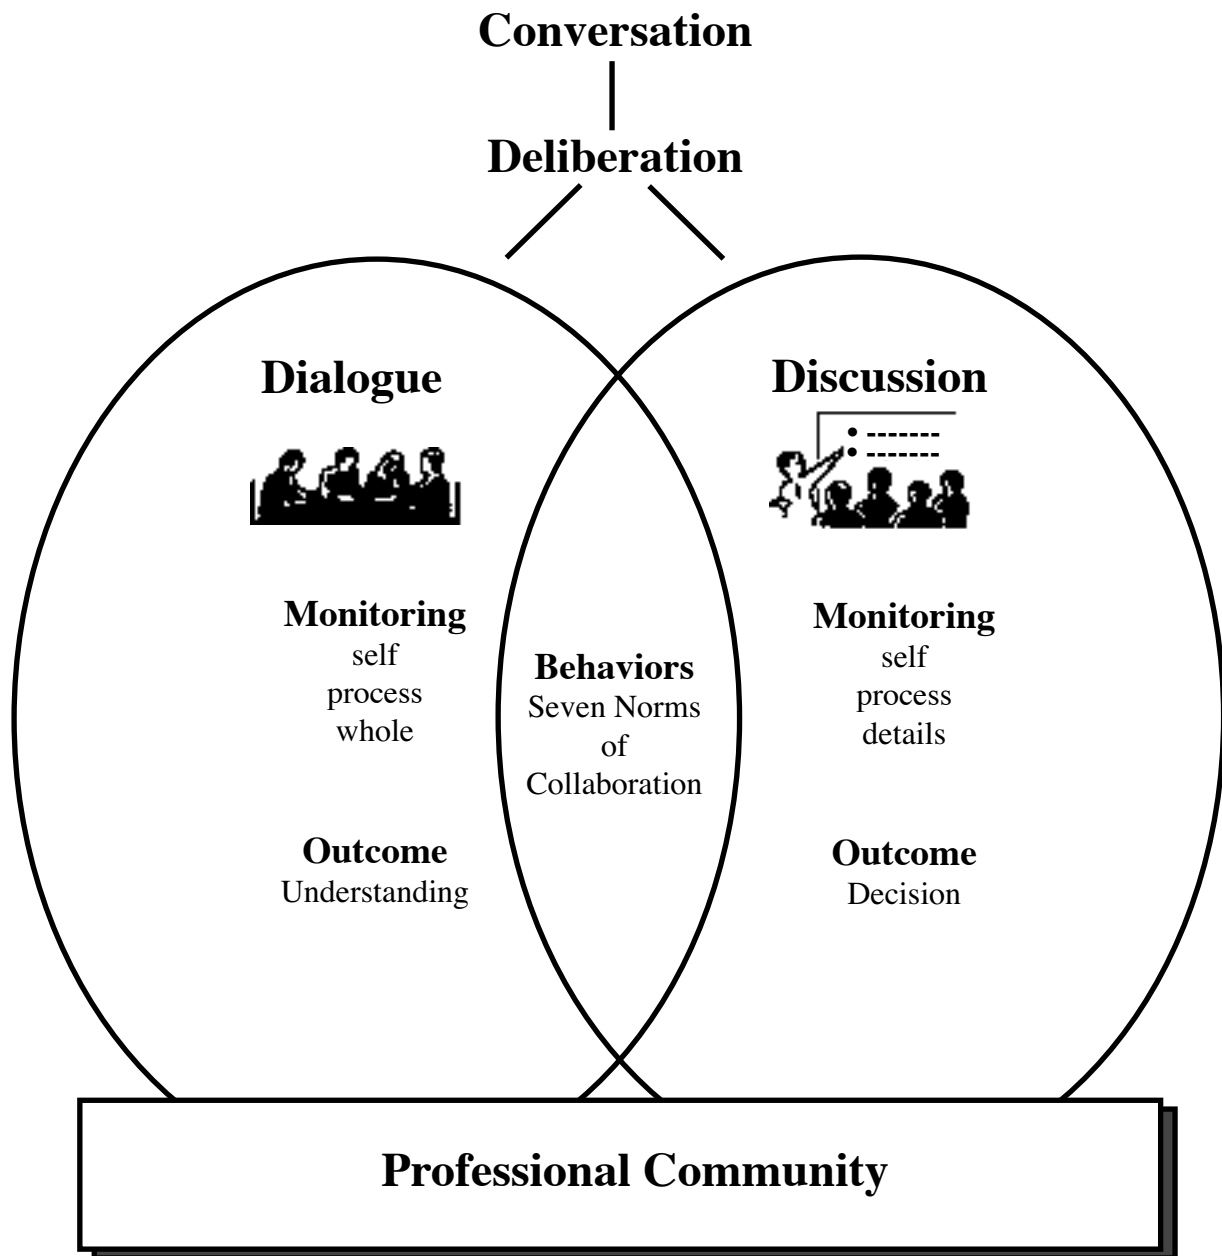 Conversation
Deliberation
Dialogue
Monitoring
self
process
whole
Outcome
Understanding
Behaviors
Seven Norms
of
Collaboration
Discussion
Monitoring
self
process
details
Outcome
Decision
Professional Community